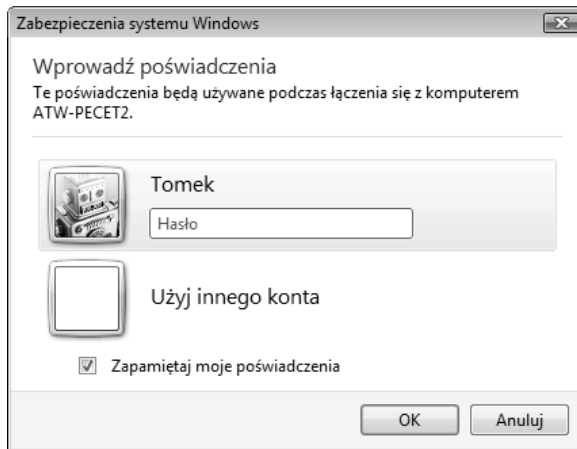 Zabezpieczenia systemu Windows
Wprowadź poświadczenia
Te poświadczenia będą używane podczas łączenia się z komputerem
ATW-PECET2.
Tomek
Hasło
Użyj innego konta
Zapamiętaj moje poświadczenia
OK Anuluj